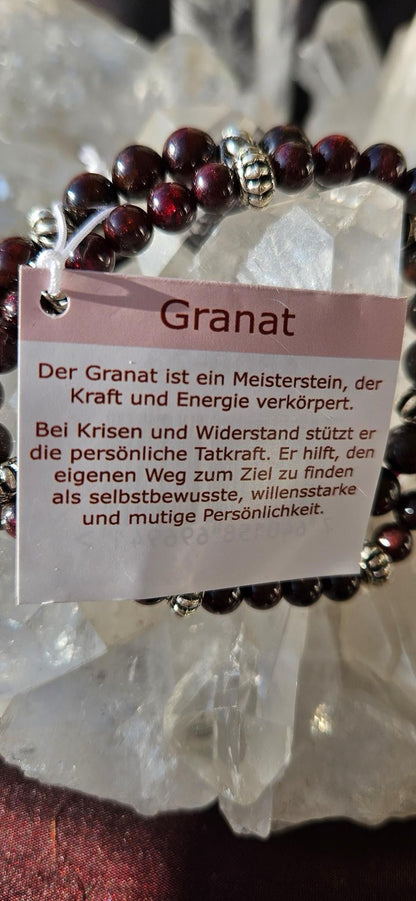 Granat
Der Granat ist ein Meisterstein, der
Kraft und Energie verkörpert.
Bei Krisen und Widerstand stützt er
die persönliche Tatkraft. Er hilft, den
eigenen Weg zum Ziel zu finden
als selbstbewusste, willensstarke
und mutige Persönlichkeit.